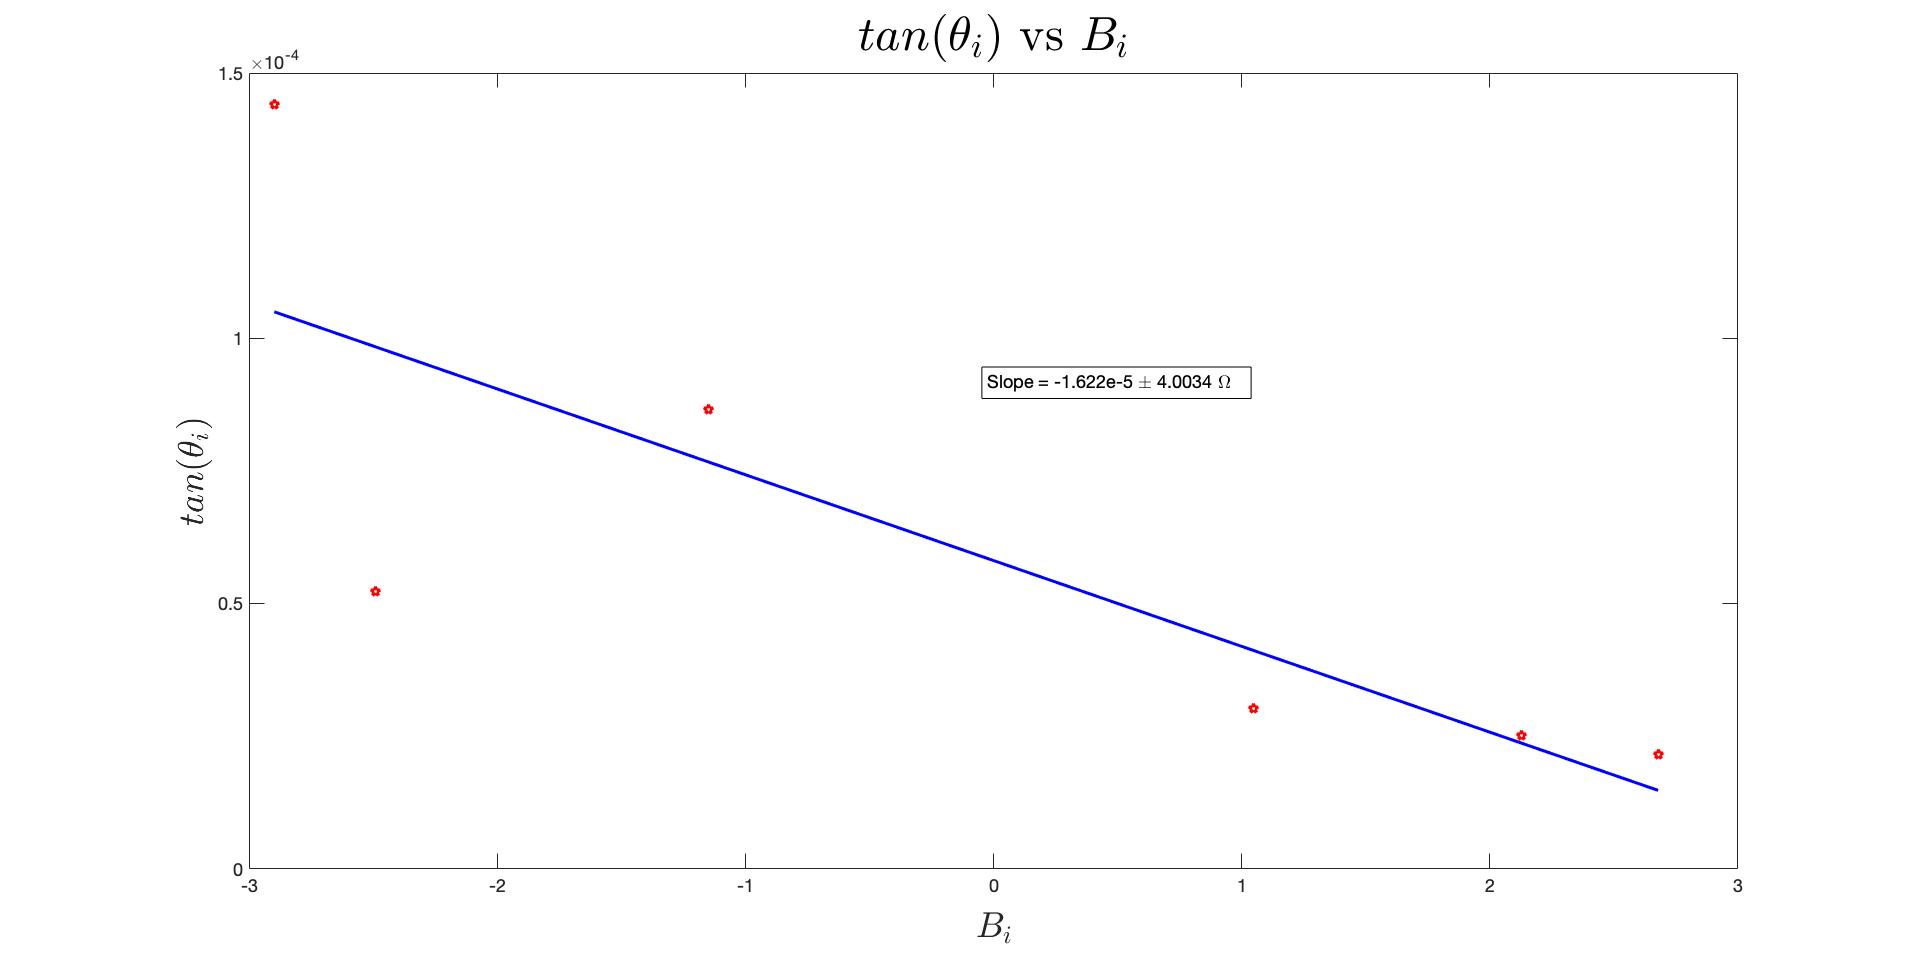 tan(θᵢ) vs Bᵢ
×10⁻⁴
1.5
1
0.5
0
tan(θᵢ)
Slope = -1.622e-5 ± 4.0034 Ω
-3 -2 -1 0 1 2 3
Bᵢ